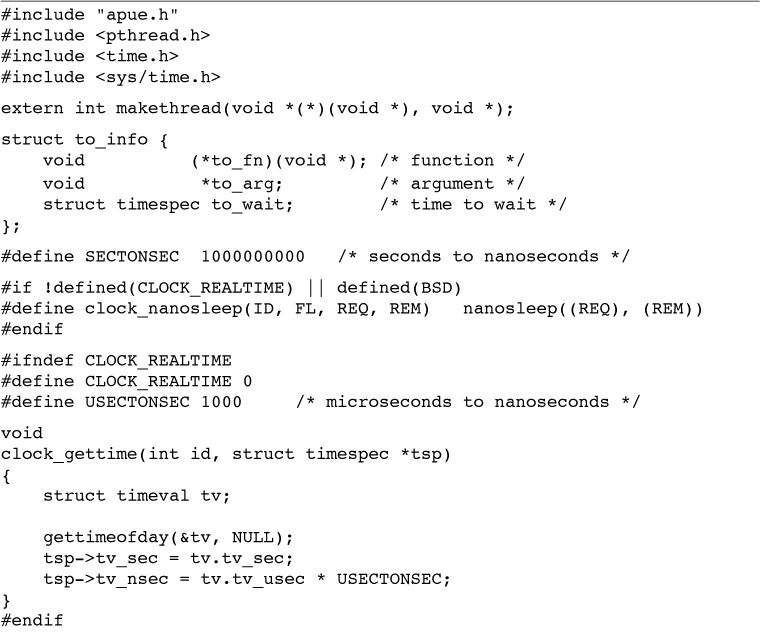 #include "apue.h"
#include <pthread.h>
#include <time.h>
#include <sys/time.h>
extern int makethread(void *(*)(void *), void *);
struct to_info {
    void          (*to_fn)(void *); /* function */
    void           *to_arg;         /* argument */
    struct timespec to_wait;        /* time to wait */
};
#define SECTONSEC  1000000000   /* seconds to nanoseconds */
#if !defined(CLOCK_REALTIME) || defined(BSD)
#define clock_nanosleep(ID, FL, REQ, REM)   nanosleep((REQ), (REM))
#endif
#ifndef CLOCK_REALTIME
#define CLOCK_REALTIME 0
#define USECTONSEC 1000     /* microseconds to nanoseconds */
void
clock_gettime(int id, struct timespec *tsp)
{
    struct timeval tv;
    gettimeofday(&tv, NULL);
    tsp->tv_sec = tv.tv_sec;
    tsp->tv_nsec = tv.tv_usec * USECTONSEC;
}
#endif